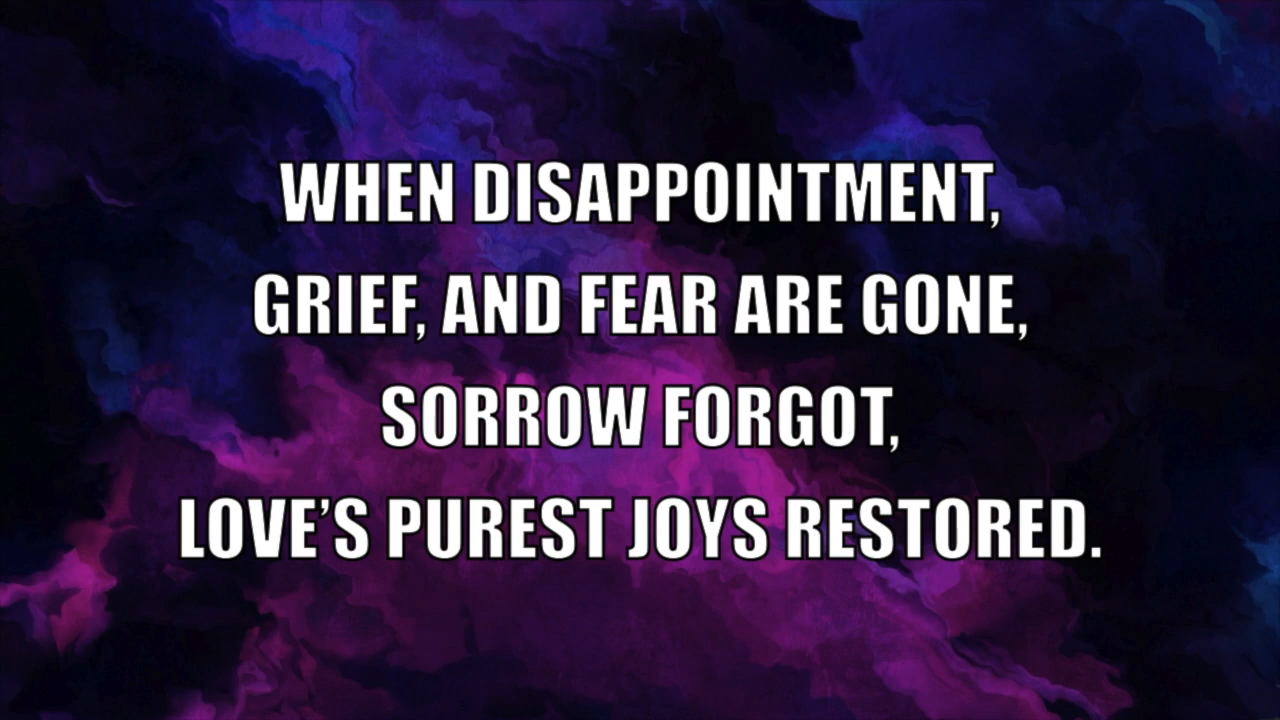 WHEN DISAPPOINTMENT,
GRIEF, AND FEAR ARE GONE,
SORROW FORGOT,
LOVE’S PUREST JOYS RESTORED.